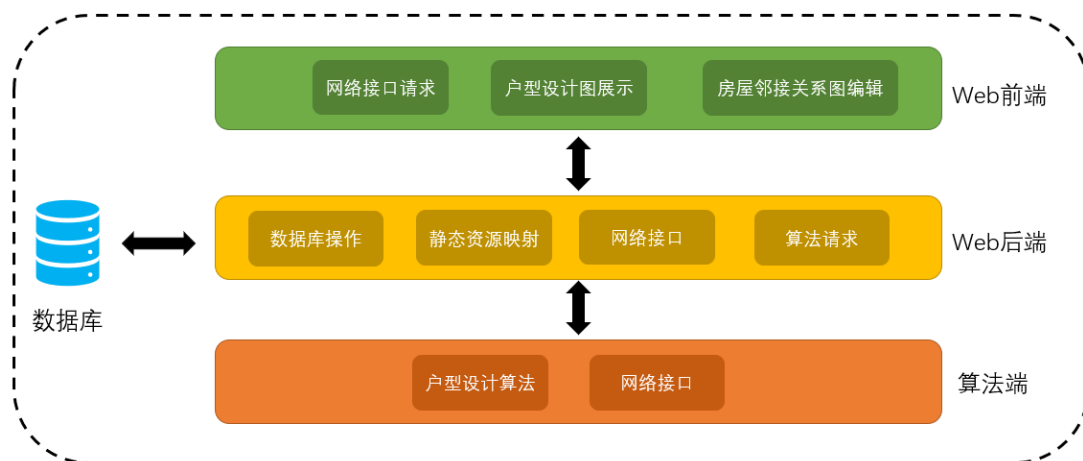 网络接口请求
户型设计图展示
房屋邻接关系图编辑
Web前端
数据库操作
静态资源映射
网络接口
算法请求
Web后端
数据库
户型设计算法
网络接口
算法端